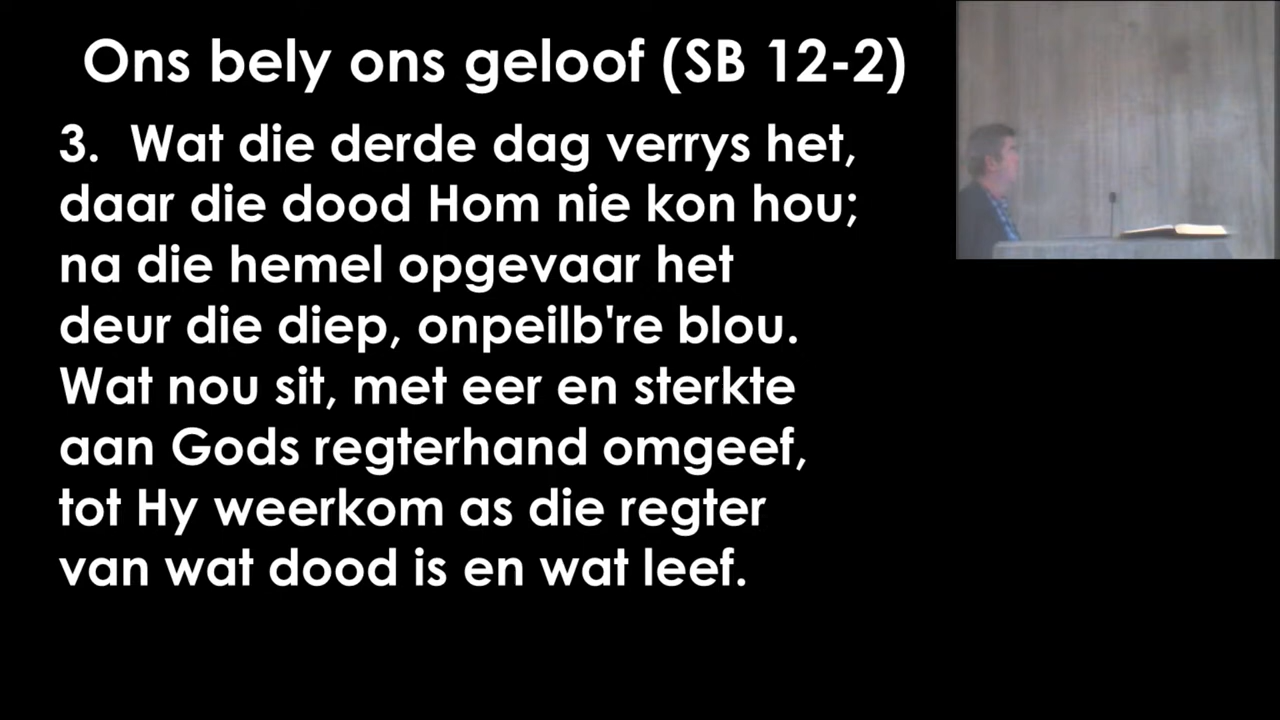 Ons bely ons geloof (SB 12-2)
3. Wat die derde dag verrys het,
daar die dood Hom nie kon hou;
na die hemel opgevaar het
deur die diep, onpeilb're blou.
Wat nou sit, met eer en sterkte
aan Gods regterhand omgeef,
tot Hy weerkom as die regter
van wat dood is en wat leef.